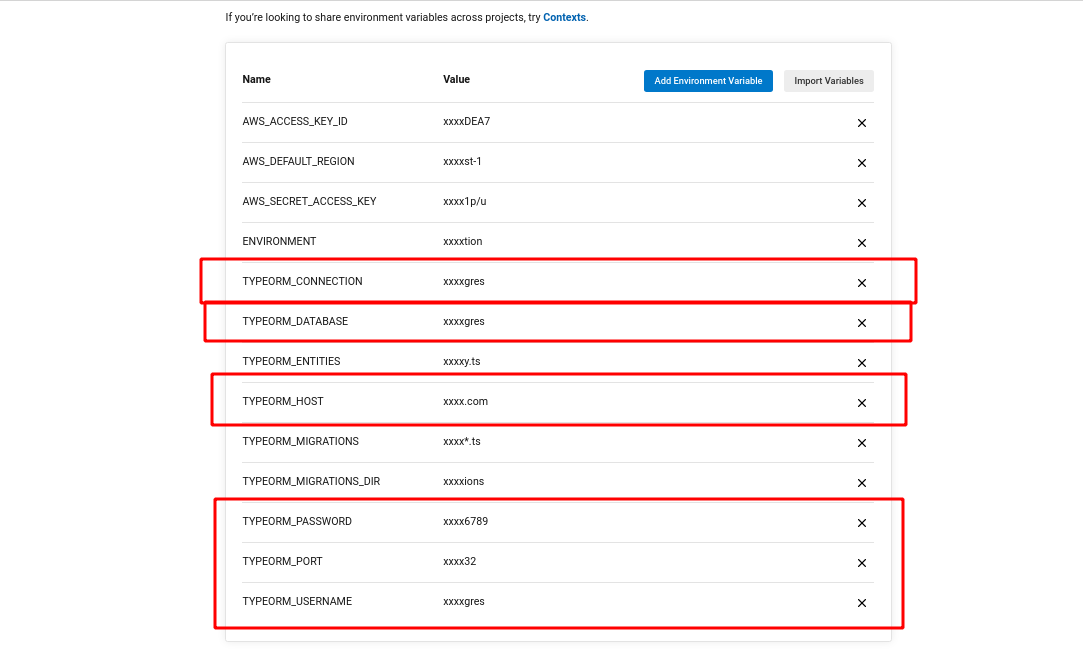 If you’re looking to share environment variables across projects, try Contexts.
Name Value Add Environment Variable Import Variables
AWS_ACCESS_KEY_ID xxxxDEA7
AWS_DEFAULT_REGION xxxxst-1
AWS_SECRET_ACCESS_KEY xxxx1p/u
ENVIRONMENT xxxxtion
TYPEORM_CONNECTION xxxxgres
TYPEORM_DATABASE xxxxgres
TYPEORM_ENTITIES xxxxy.ts
TYPEORM_HOST xxxx.com
TYPEORM_MIGRATIONS xxxx*.ts
TYPEORM_MIGRATIONS_DIR xxxxions
TYPEORM_PASSWORD xxxx6789
TYPEORM_PORT xxxx32
TYPEORM_USERNAME xxxxgres